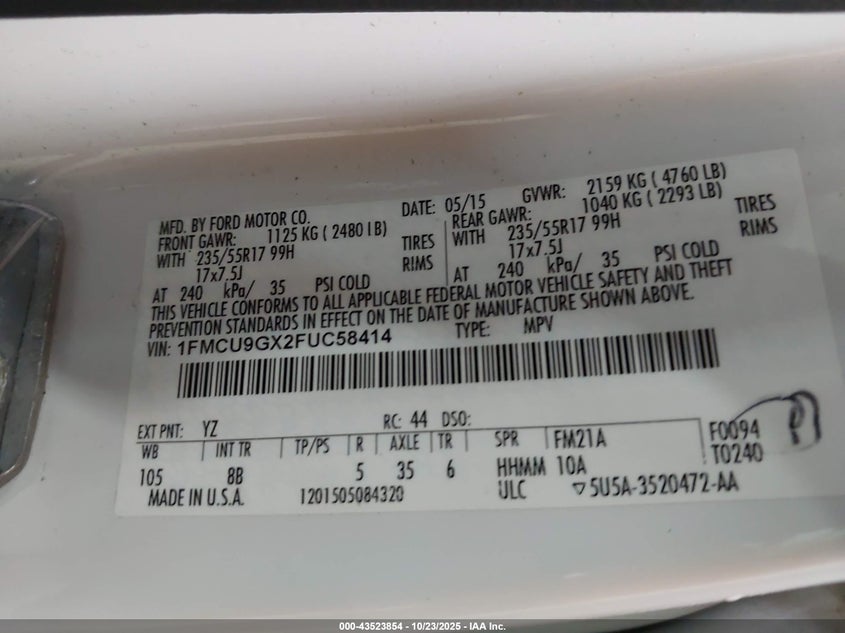 MFD. BY FORD MOTOR CO. DATE: 05/15 GVWR: 2159 KG ( 4760 LB)
FRONT GAWR: 1125 KG ( 2480 LB) REAR GAWR: 1040 KG ( 2293 LB)
WITH 235/55R17 99H TIRES WITH 235/55R17 99H TIRES
17x7.5J RIMS 17x7.5J RIMS
AT 240 kPa/ 35 PSI COLD AT 240 kPa/ 35 PSI COLD
THIS VEHICLE CONFORMS TO ALL APPLICABLE FEDERAL MOTOR VEHICLE SAFETY AND THEFT
PREVENTION STANDARDS IN EFFECT ON THE DATE OF MANUFACTURE SHOWN ABOVE.
VIN: 1FMCU9GX2FUC58414 TYPE: MPV
EXT PNT: YZ RC: 44 DSO:
WB INT TR TP/PS R AXLE TR SPR FM21A F0094
105 8B 5 35 6 HHMM 10A T0240
MADE IN U.S.A. 1201505084320 ULC ▽5U5A-3520472-AA
000-43523854 - 10/23/2025 - IAA Inc.